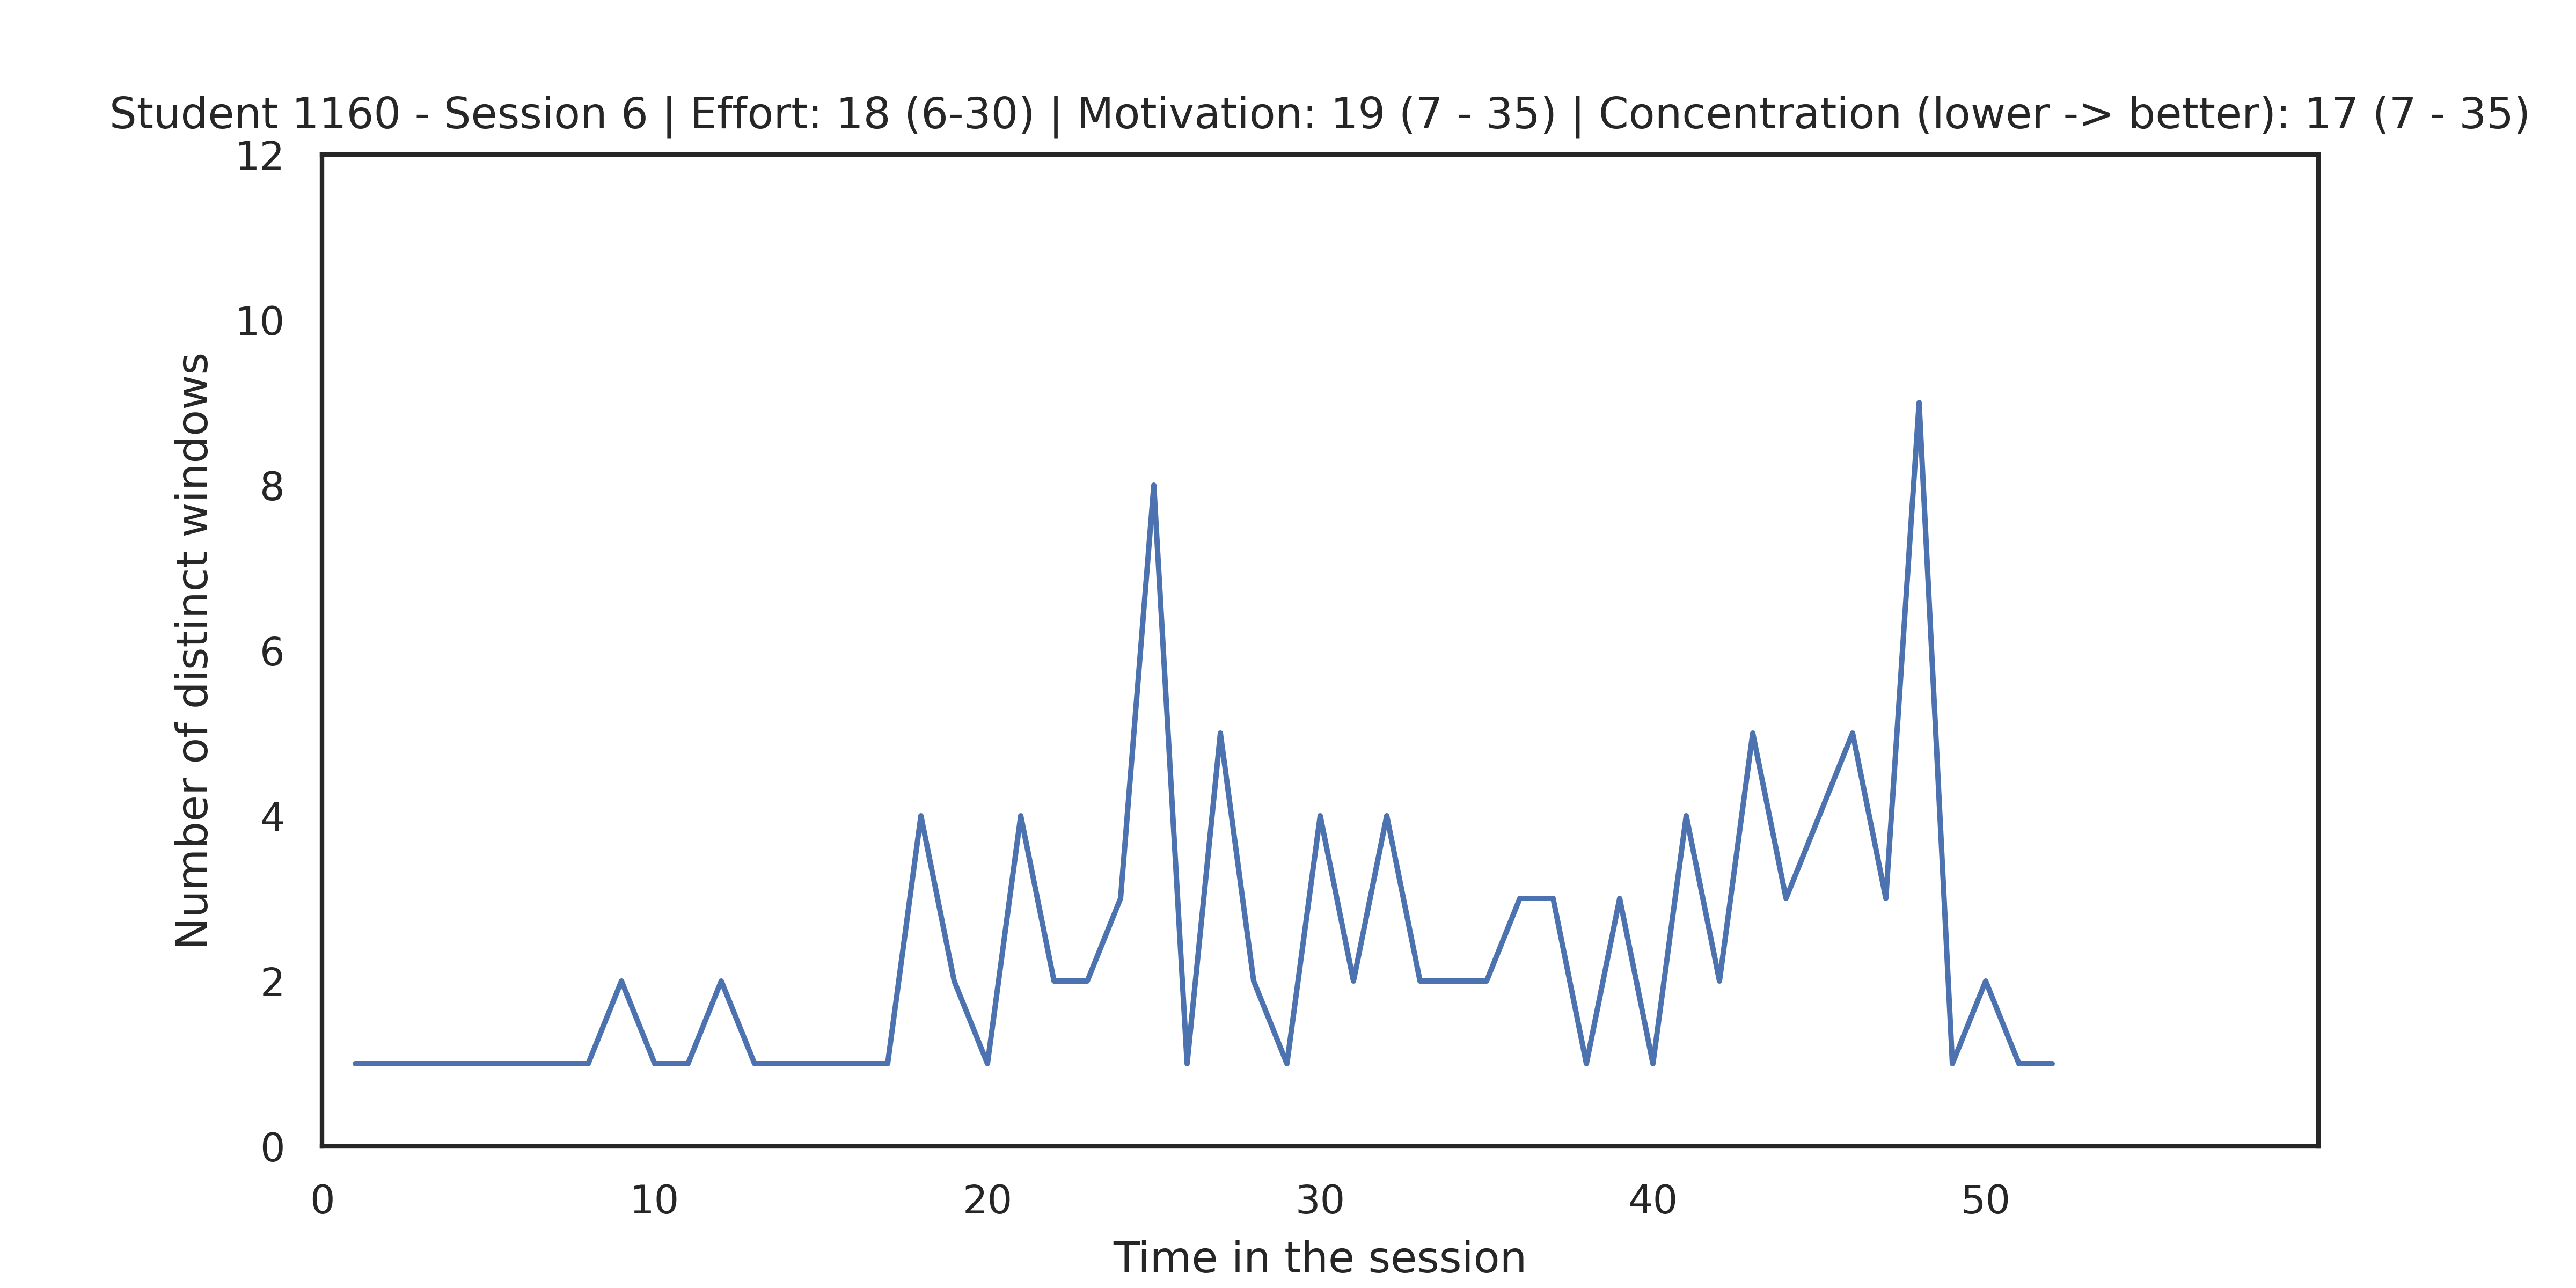 Student 1160 - Session 6 | Effort: 18 (6-30) | Motivation: 19 (7 - 35) | Concentration (lower -> better): 17 (7 - 35)
12
10
8
6
4
2
0
Number of distinct windows
0 10 20 30 40 50
Time in the session